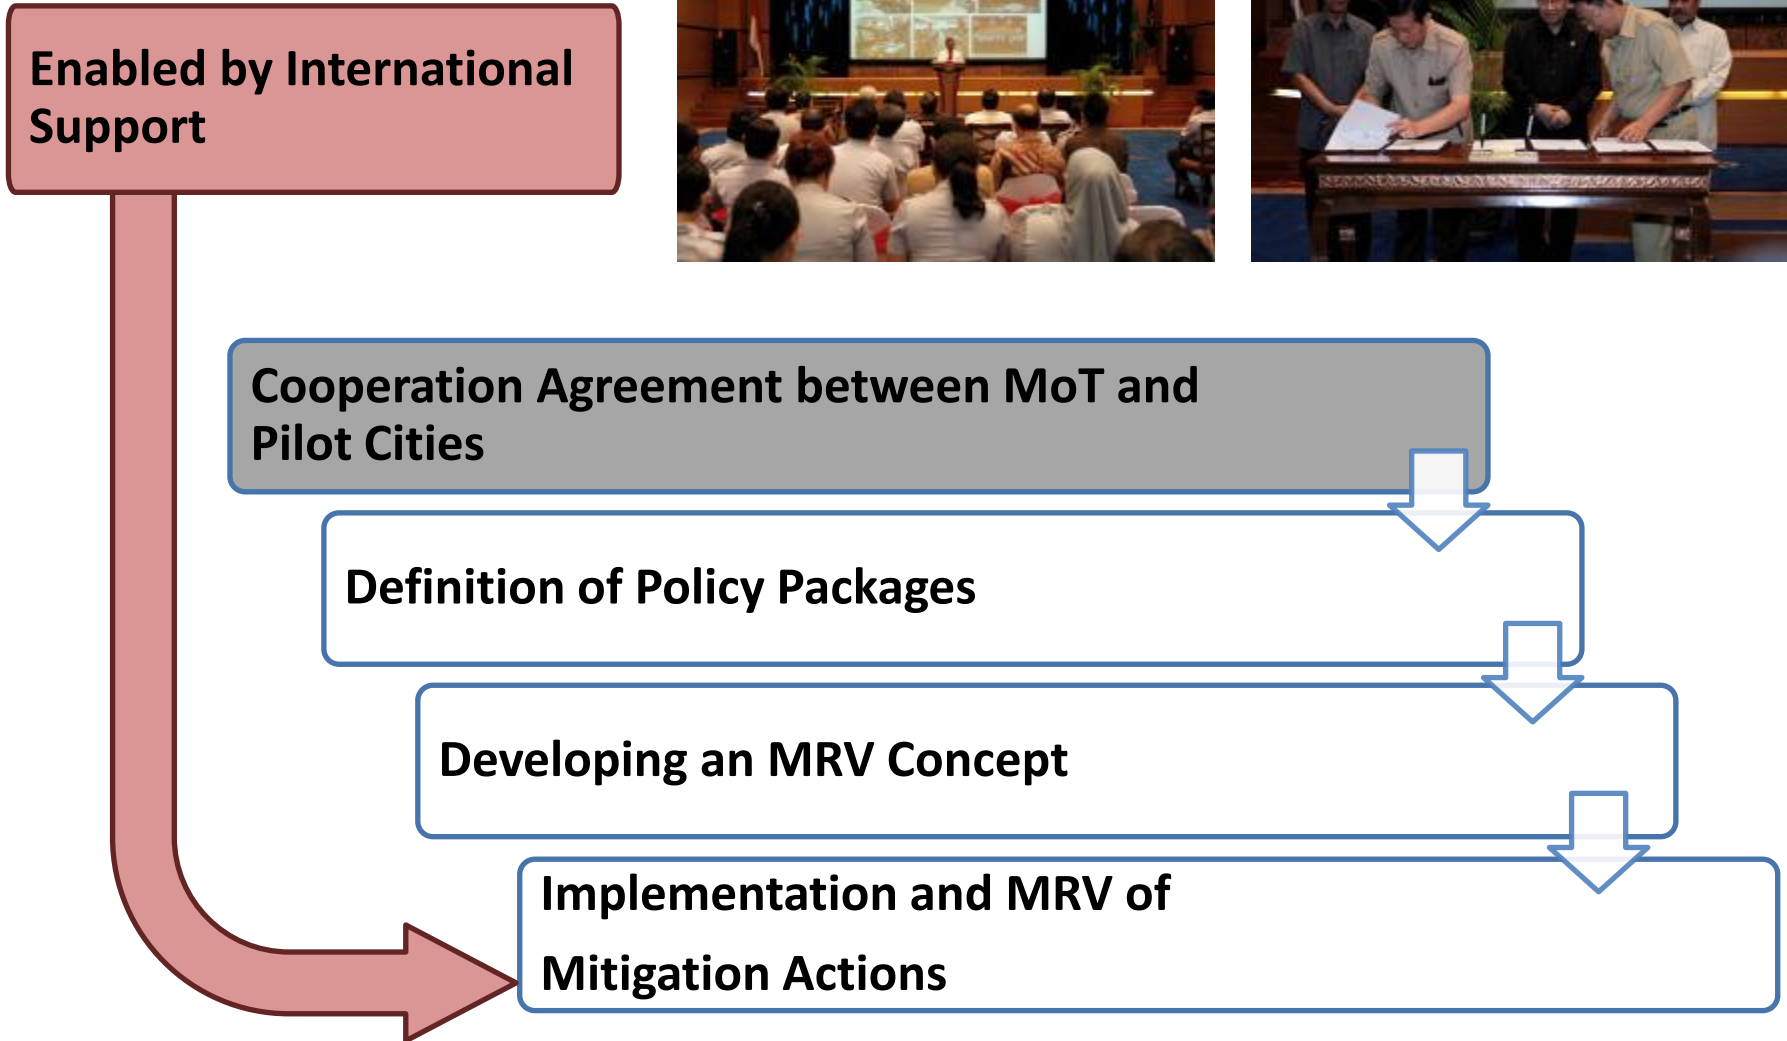 Enabled by International
Support
Cooperation Agreement between MoT and
Pilot Cities
Definition of Policy Packages
Developing an MRV Concept
Implementation and MRV of
Mitigation Actions